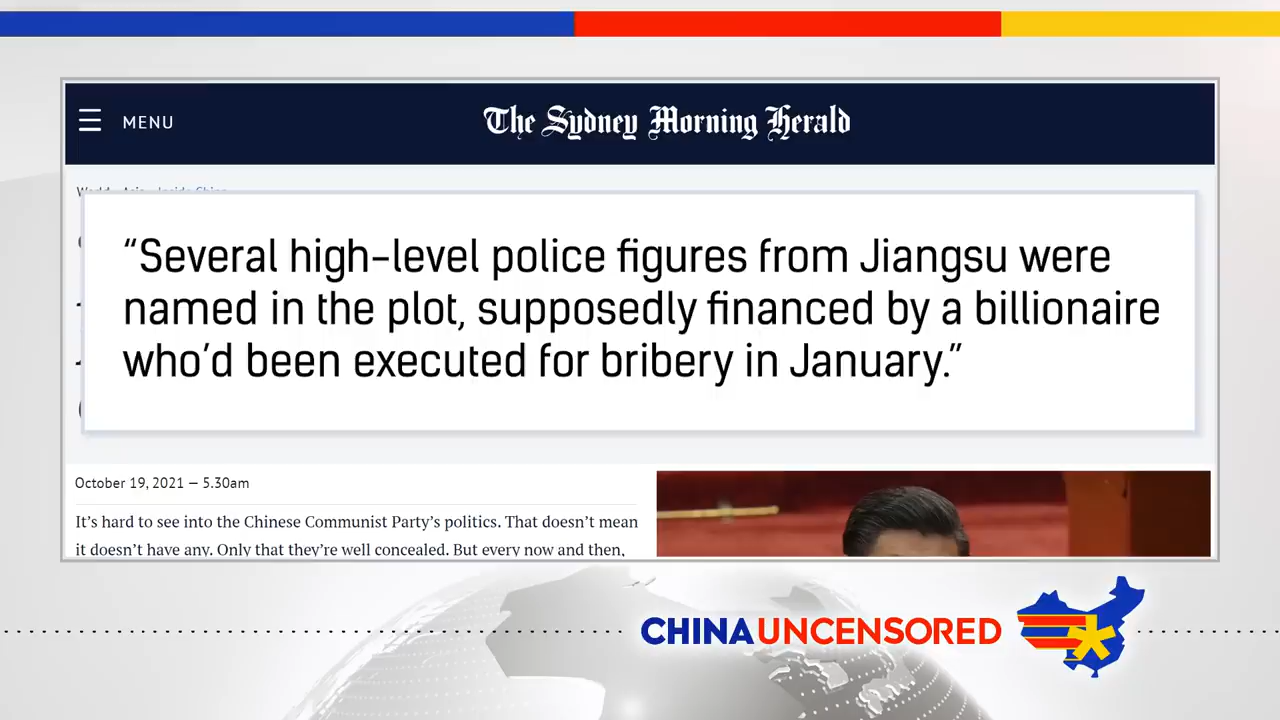 MENU
The Sydney Morning Herald
“Several high-level police figures from Jiangsu were
named in the plot, supposedly financed by a billionaire
who’d been executed for bribery in January.”
October 19, 2021 — 5.30am
It’s hard to see into the Chinese Communist Party’s politics. That doesn’t mean
it doesn’t have any. Only that they’re well concealed. But every now and then,
CHINA UNCENSORED